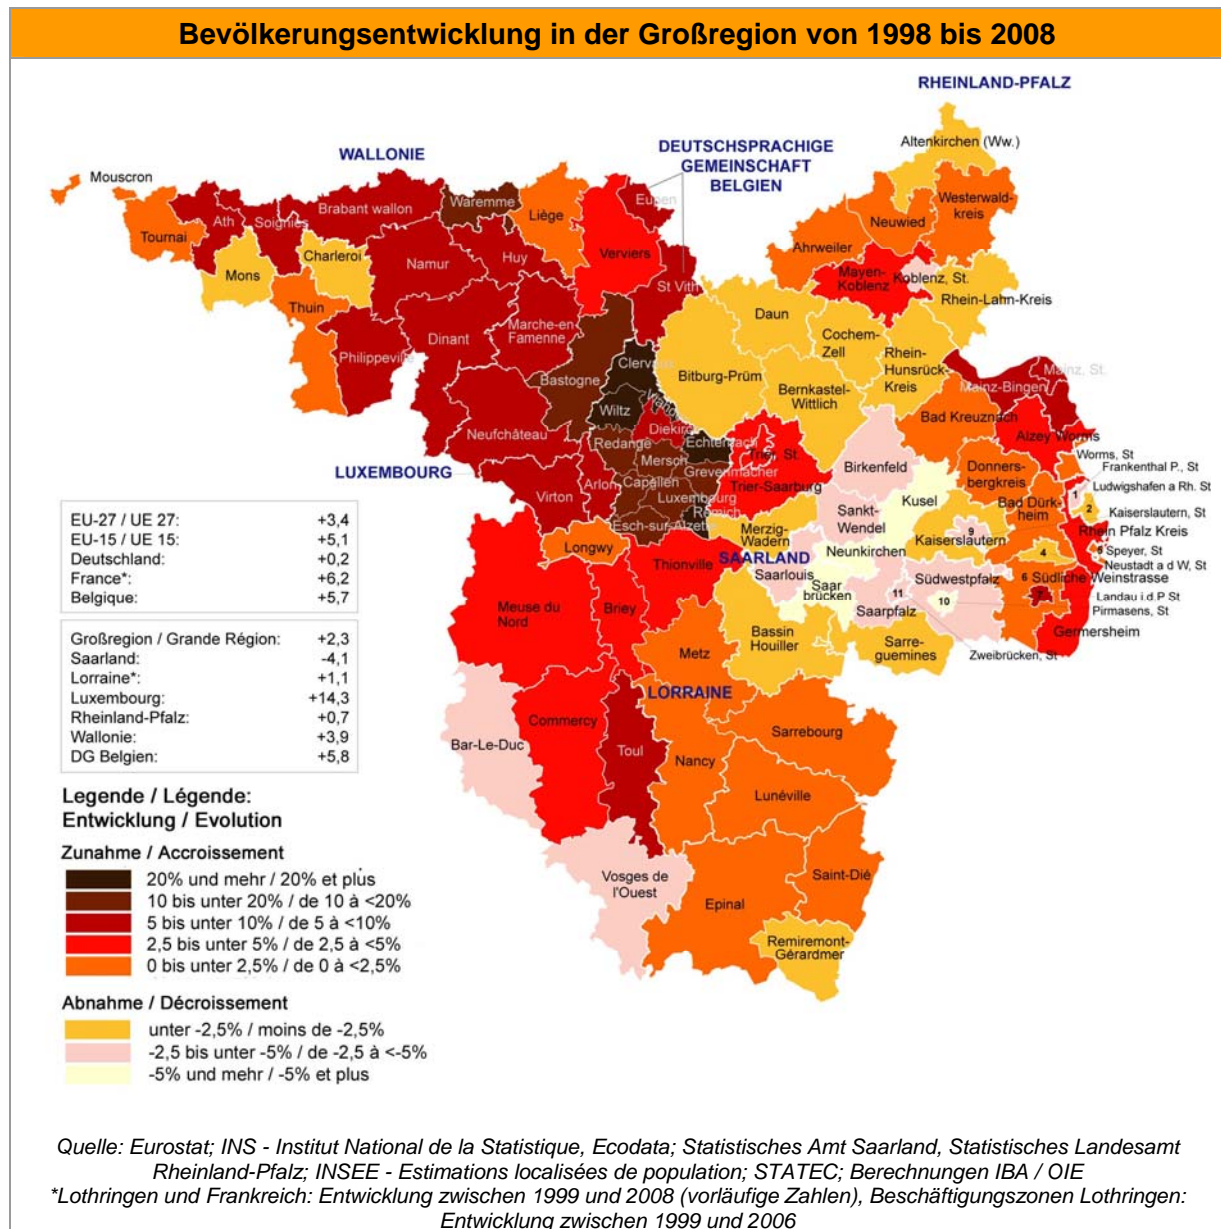 Bevölkerungsentwicklung in der Großregion von 1998 bis 2008
RHEINLAND-PFALZ
WALLONIE
DEUTSCHSPRACHIGE
GEMEINSCHAFT
BELGIEN
Altenkirchen (Ww.)
Mouscron
Eupen
Westerwald-
kreis
Waremme
Brabant wallon
Ath
Soignies
Liège
Neuwied
Tournai
Ahrweiler
Charleroi
Verviers
Huy
Namur
Mons
Mayen-
Koblenz
Koblenz, St.
St Vith
Rhein-Lahn-Kreis
Thuin
Daun
Marche-en-
Famenne
Dinant
Cochem-
Zell
Rhein-
Hunsrück-
Kreis
Philippeville
Clervaux
Mainz, St.
Bitburg-Prüm
Bastogne
Bernkastel-
Wittlich
Mainz-Bingen
Wiltz
Vianden
Bad Kreuznach
Diekirch
Neufchâteau
Redange
Echternach
Alzey Worms
Trier, St.
Mersch
Worms, St
LUXEMBOURG
Grevenmacher
Birkenfeld
Donners-
bergkreis
Frankenthal P., St
Arlon
Capellen
Trier-Saarburg
Ludwigshafen a Rh. St
Virton
Luxembourg
Kusel
Bad Dürk-
heim
1
2
Remich
Sankt-
Wendel
Kaiserslautern, St
Esch-sur-Alzette
Merzig-
Wadern
9
Rhein Pfalz Kreis
Kaiserslautern
Longwy
Neunkirchen
4
5
Speyer, St
SAARLAND
Thionville
Neustadt a d W, St
Saarlouis
Südwestpfalz
6
Südliche Weinstrasse
Saar
brücken
11
7
Landau i.d.P St
10
Briey
Meuse du
Nord
Saarpfalz
Pirmasens, St
Bassin
Houiller
Germersheim
Sarre-
guemines
Metz
Zweibrücken, St
LORRAINE
Commercy
Sarrebourg
Bar-Le-Duc
Toul
Nancy
Lunéville
Vosges de
l'Ouest
Saint-Dié
Epinal
Remiremont-
Gérardmer
EU-27 / UE 27: +3,4
EU-15 / UE 15: +5,1
Deutschland: +0,2
France*: +6,2
Belgique: +5,7
Großregion / Grande Région: +2,3
Saarland: -4,1
Lorraine*: +1,1
Luxembourg: +14,3
Rheinland-Pfalz: +0,7
Wallonie: +3,9
DG Belgien: +5,8
Legende / Légende:
Entwicklung / Evolution
Zunahme / Accroissement
20% und mehr / 20% et plus
10 bis unter 20% / de 10 à <20%
5 bis unter 10% / de 5 à <10%
2,5 bis unter 5% / de 2,5 à <5%
0 bis unter 2,5% / de 0 à <2,5%
Abnahme / Décroissement
unter -2,5% / moins de -2,5%
-2,5 bis unter -5% / de -2,5 à <-5%
-5% und mehr / -5% et plus
Quelle: Eurostat; INS - Institut National de la Statistique, Ecodata; Statistisches Amt Saarland, Statistisches Landesamt
Rheinland-Pfalz; INSEE - Estimations localisées de population; STATEC; Berechnungen IBA / OIE
*Lothringen und Frankreich: Entwicklung zwischen 1999 und 2008 (vorläufige Zahlen), Beschäftigungszonen Lothringen:
Entwicklung zwischen 1999 und 2006